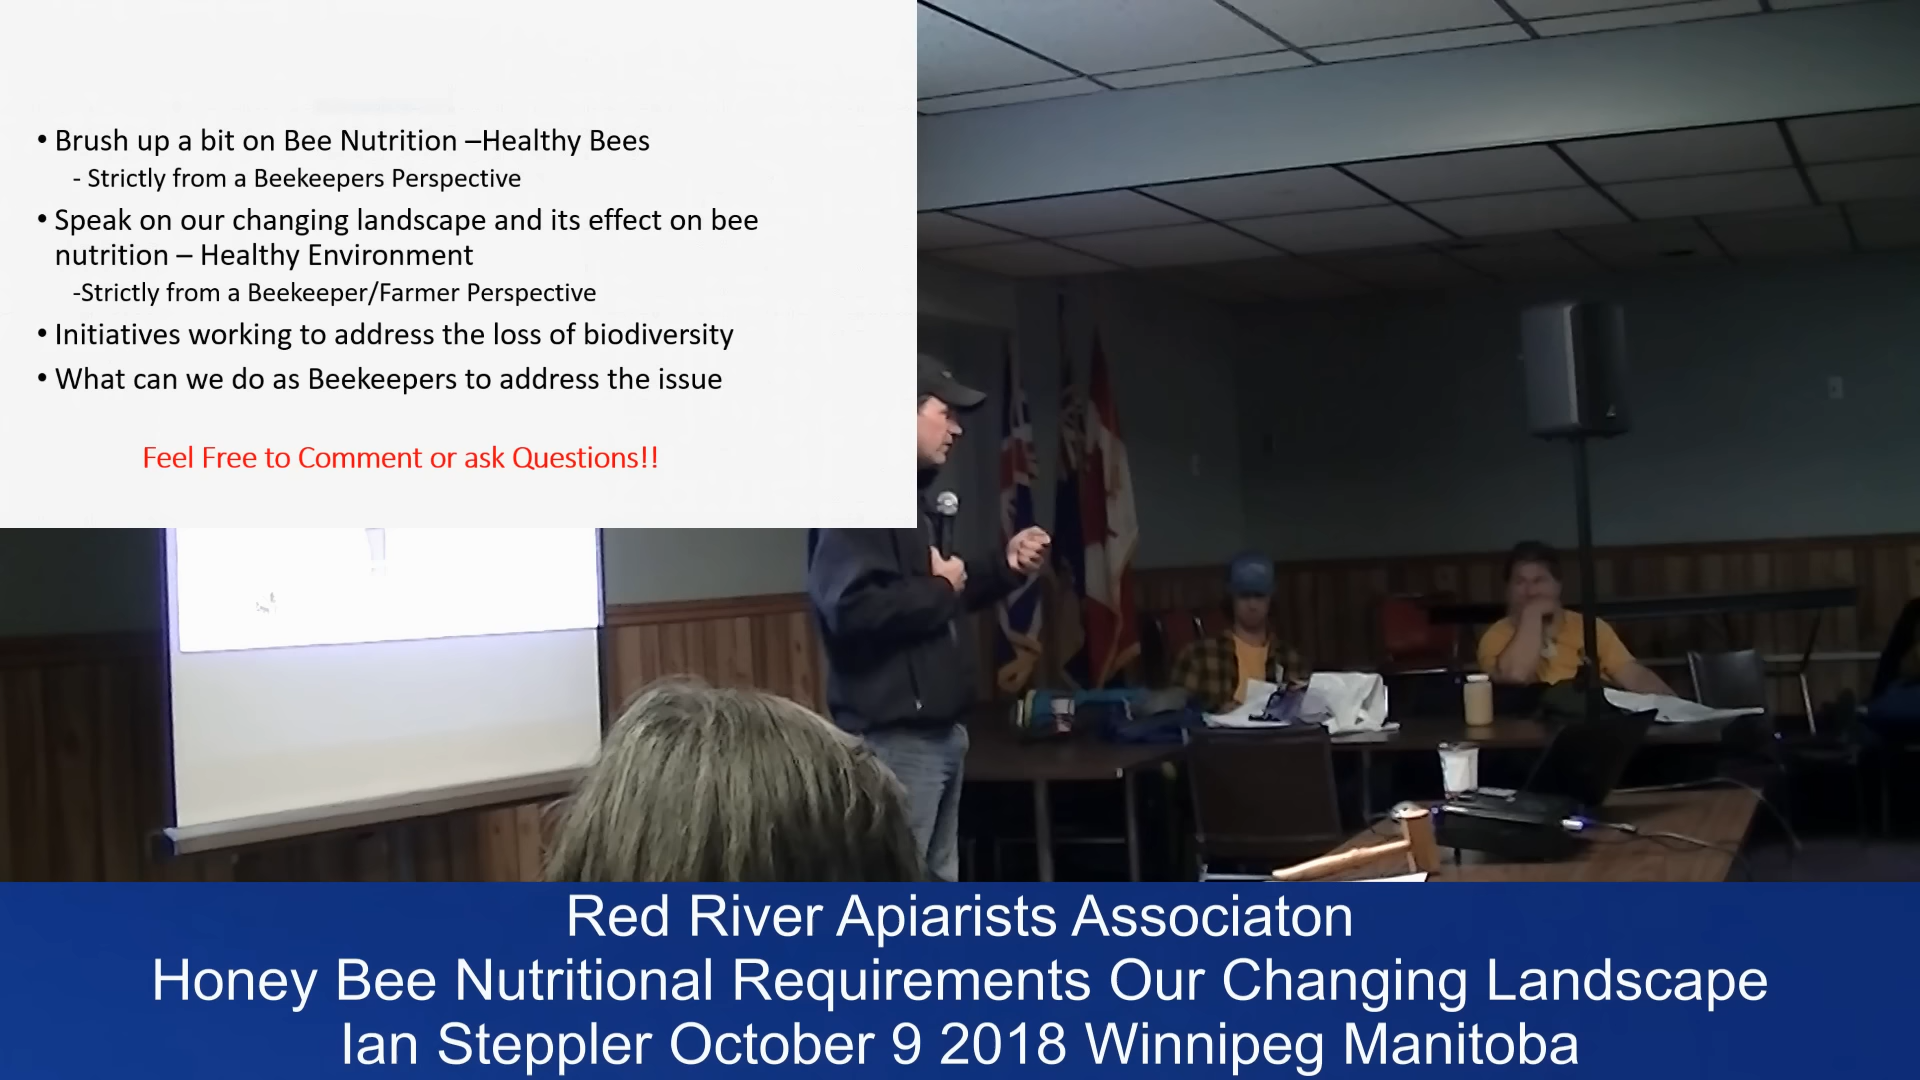 • Brush up a bit on Bee Nutrition –Healthy Bees
- Strictly from a Beekeepers Perspective
• Speak on our changing landscape and its effect on bee
nutrition – Healthy Environment
-Strictly from a Beekeeper/Farmer Perspective
• Initiatives working to address the loss of biodiversity
• What can we do as Beekeepers to address the issue
Feel Free to Comment or ask Questions!!
Red River Apiarists Associaton
Honey Bee Nutritional Requirements Our Changing Landscape
Ian Steppler October 9 2018 Winnipeg Manitoba